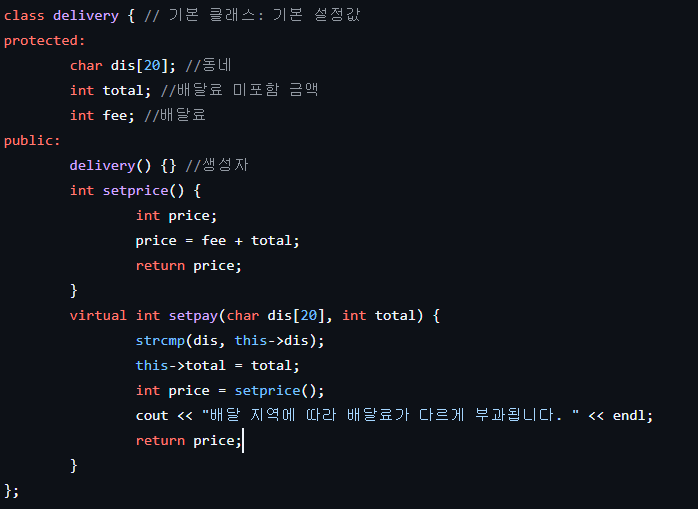 class delivery { // 기본 클래스: 기본 설정값
protected:
char dis[20]; //동네
int total; //배달료 미포함 금액
int fee; //배달료
public:
delivery() {} //생성자
int setprice() {
int price;
price = fee + total;
return price;
}
virtual int setpay(char dis[20], int total) {
strcmp(dis, this->dis);
this->total = total;
int price = setprice();
cout << "배달 지역에 따라 배달료가 다르게 부과됩니다. " << endl;
return price;
}
};